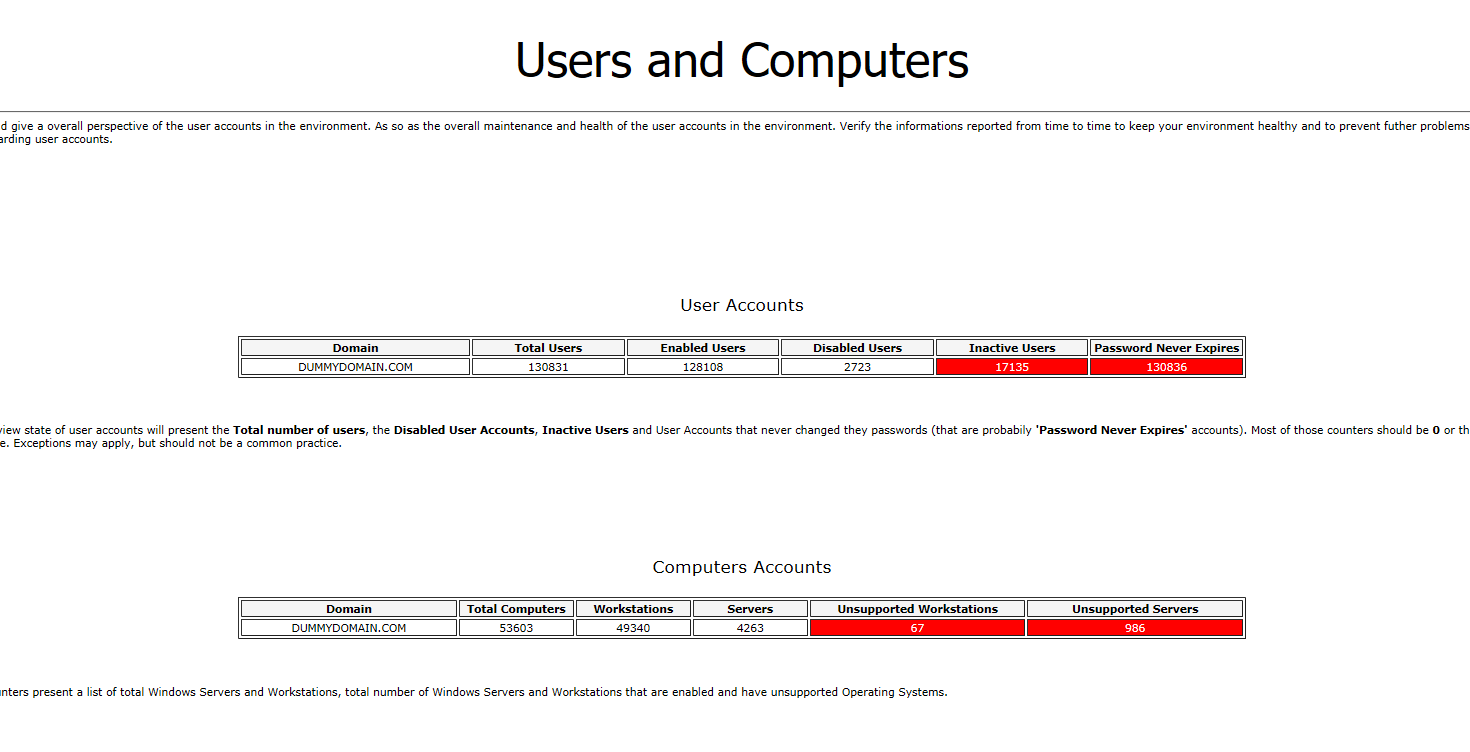 Users and Computers
d give a overall perspective of the user accounts in the environment. As so as the overall maintenance and health of the user accounts in the environment. Verify the informations reported from time to time to keep your environment healthy and to prevent futher problems
arding user accounts.
User Accounts
Domain Total Users Enabled Users Disabled Users Inactive Users Password Never Expires
DUMMYDOMAIN.COM 130831 128108 2723 17135 130836
view state of user accounts will present the Total number of users, the Disabled User Accounts, Inactive Users and User Accounts that never changed they passwords (that are probabily 'Password Never Expires' accounts). Most of those counters should be 0 or th
e. Exceptions may apply, but should not be a common practice.
Computers Accounts
Domain Total Computers Workstations Servers Unsupported Workstations Unsupported Servers
DUMMYDOMAIN.COM 53603 49340 4263 67 986
unters present a list of total Windows Servers and Workstations, total number of Windows Servers and Workstations that are enabled and have unsupported Operating Systems.